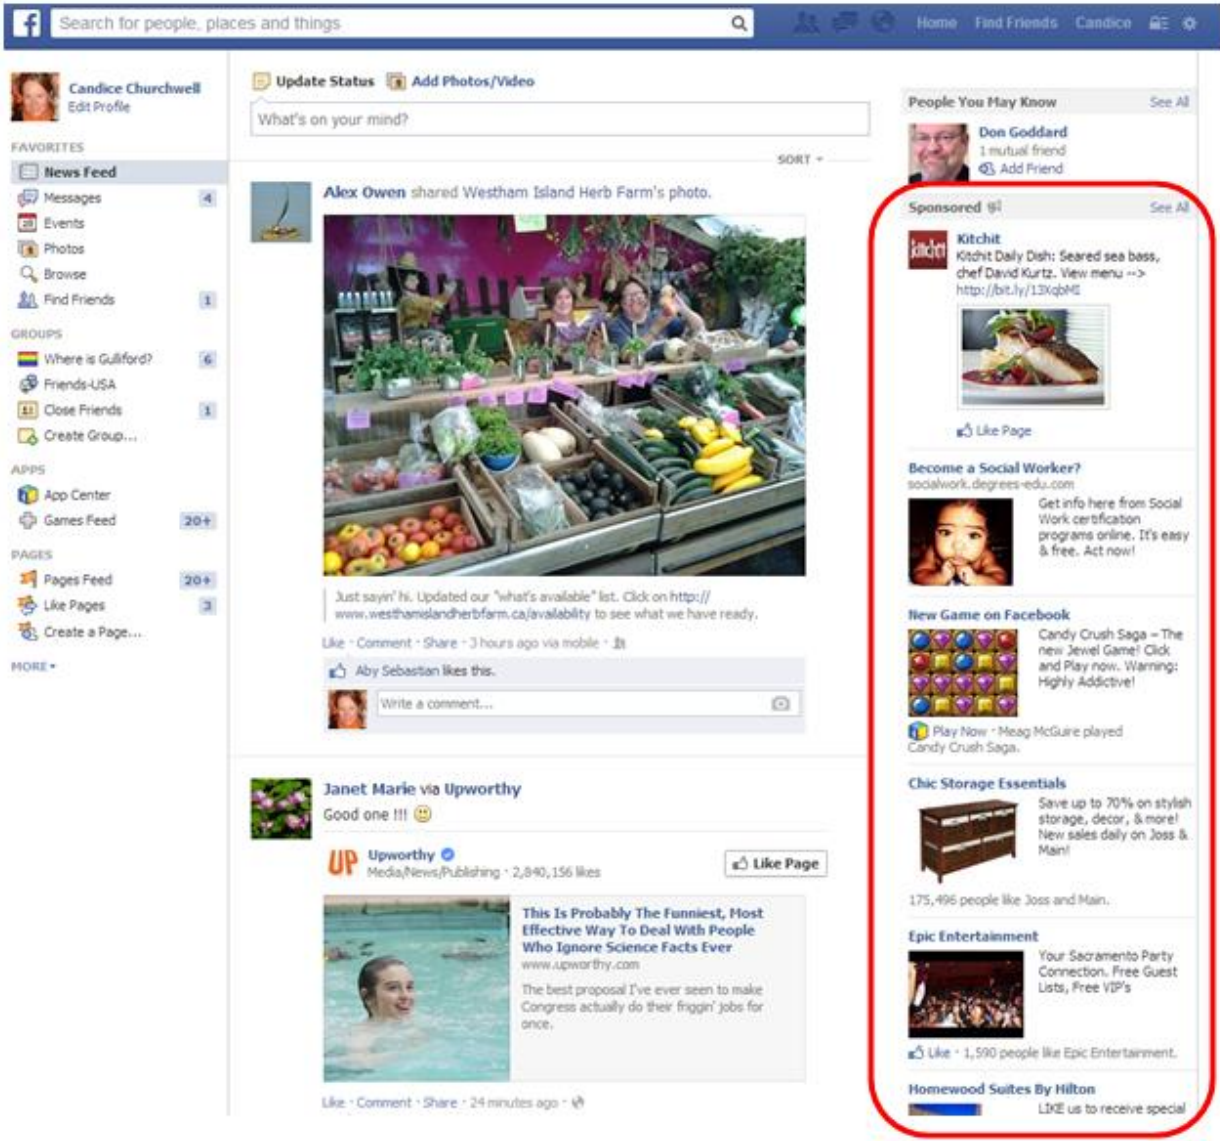 Search for people, places and things
Home Find Friends Candice
Candice Churchwell
Edit Profile
FAVORITES
News Feed
Messages 4
Events
Photos
Browse
Find Friends 1
GROUPS
Where is Gulliford? 6
Friends-USA
Close Friends 1
Create Group...
APPS
App Center
Games Feed 20+
PAGES
Pages Feed 20+
Like Pages 3
Create a Page...
MORE
Update Status Add Photos/Video
What's on your mind?
SORT
Alex Owen shared Westham Island Herb Farm's photo.
Just sayin' hi. Updated our "what's available" list. Click on http://
www.westhamislandherbfarm.ca/availability to see what we have ready.
Like · Comment · Share · 3 hours ago via mobile ·
Aby Sebastian likes this.
Write a comment...
Janet Marie via Upworthy
Good one !!!
UP
Upworthy
Media/News/Publishing · 2,840,156 likes
Like Page
This Is Probably The Funniest, Most
Effective Way To Deal With People
Who Ignore Science Facts Ever
www.upworthy.com
The best proposal I've ever seen to make
Congress actually do their friggin' jobs for
once.
Like · Comment · Share · 24 minutes ago ·
People You May Know See All
Don Goddard
1 mutual friend
Add Friend
Sponsored See All
kitchit
Kitchit
Kitchit Daily Dish: Seared sea bass,
chef David Kurtz. View menu -->
http://bit.ly/13XqbMI
Like Page
Become a Social Worker?
socialwork.degrees-edu.com
Get info here from Social
Work certification
programs online. It's easy
& free. Act now!
New Game on Facebook
Candy Crush Saga – The
new Jewel Game! Click
and Play now. Warning:
Highly Addictive!
Play Now · Meag McGuire played
Candy Crush Saga.
Chic Storage Essentials
Save up to 70% on stylish
storage, decor, & more!
New sales daily on Joss &
Main!
175,496 people like Joss and Main.
Epic Entertainment
Your Sacramento Party
Connection. Free Guest
Lists, Free VIP's
Like · 1,590 people like Epic Entertainment.
Homewood Suites By Hilton
LIKE us to receive special